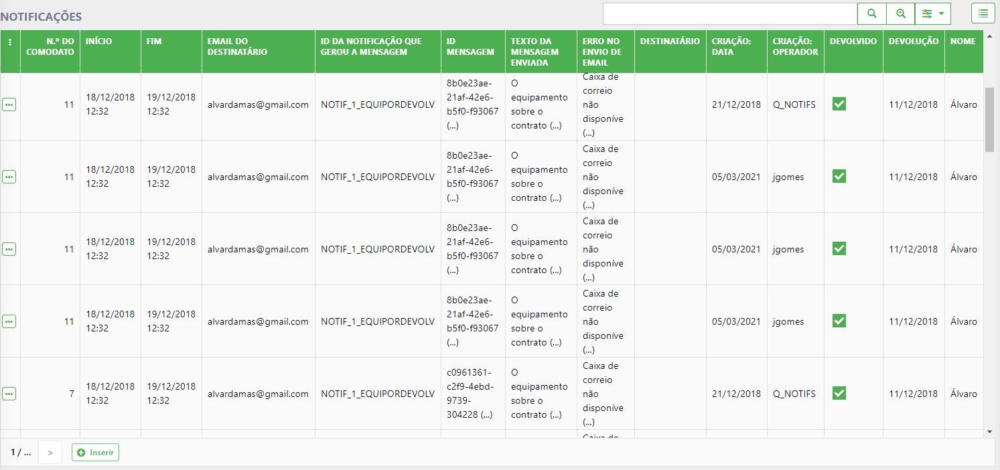 NOTIFICAÇÕES
N.º DO
COMODATO
INÍCIO
FIM
EMAIL DO
DESTINATÁRIO
ID DA NOTIFICAÇÃO QUE
GEROU A MENSAGEM
ID
MENSAGEM
TEXTO DA
MENSAGEM
ENVIADA
ERRO NO
ENVIO DE
EMAIL
DESTINATÁRIO
CRIAÇÃO:
DATA
CRIAÇÃO:
OPERADOR
DEVOLVIDO
DEVOLUÇÃO
NOME
11
18/12/2018
12:32
19/12/2018
12:32
alvardamas@gmail.com
NOTIF_1_EQUIPORDEVOLV
8b0e23ae-
21af-42e6-
b5f0-f93067
(...)
O
equipamento
sobre o
contrato (...)
Caixa de
correio
não
disponíve
(...)
21/12/2018
Q_NOTIFS
11/12/2018
Álvaro
11
18/12/2018
12:32
19/12/2018
12:32
alvardamas@gmail.com
NOTIF_1_EQUIPORDEVOLV
8b0e23ae-
21af-42e6-
b5f0-f93067
(...)
O
equipamento
sobre o
contrato (...)
Caixa de
correio
não
disponíve
(...)
05/03/2021
jgomes
11/12/2018
Álvaro
11
18/12/2018
12:32
19/12/2018
12:32
alvardamas@gmail.com
NOTIF_1_EQUIPORDEVOLV
8b0e23ae-
21af-42e6-
b5f0-f93067
(...)
O
equipamento
sobre o
contrato (...)
Caixa de
correio
não
disponíve
(...)
05/03/2021
jgomes
11/12/2018
Álvaro
11
18/12/2018
12:32
19/12/2018
12:32
alvardamas@gmail.com
NOTIF_1_EQUIPORDEVOLV
8b0e23ae-
21af-42e6-
b5f0-f93067
(...)
O
equipamento
sobre o
contrato (...)
Caixa de
correio
não
disponíve
(...)
05/03/2021
jgomes
11/12/2018
Álvaro
7
18/12/2018
12:32
19/12/2018
12:32
alvardamas@gmail.com
NOTIF_1_EQUIPORDEVOLV
c0961361-
c2f9-4ebd-
9739-
304228 (...)
O
equipamento
sobre o
contrato (...)
Caixa de
correio
não
disponíve
(...)
21/12/2018
Q_NOTIFS
11/12/2018
Álvaro
Caixa de
1 / ...
>
Inserir